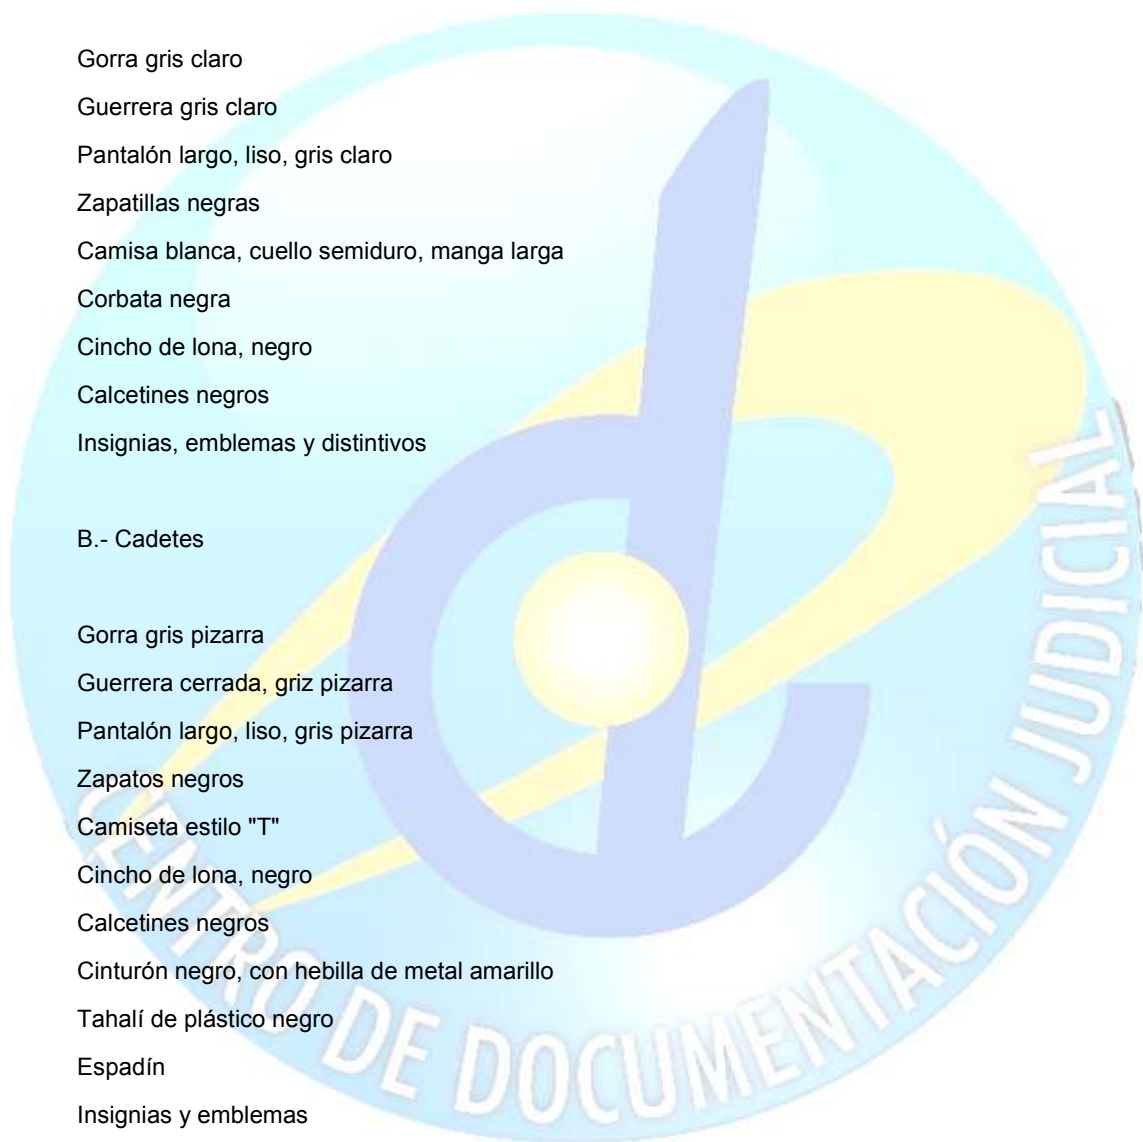 Gorra gris claro
Guerrera gris claro
Pantalón largo, liso, gris claro
Zapatillas negras
Camisa blanca, cuello semiduro, manga larga
Corbata negra
Cincho de lona, negro
Calcetines negros
Insignias, emblemas y distintivos
B.- Cadetes
Gorra gris pizarra
Guerrera cerrada, griz pizarra
Pantalón largo, liso, gris pizarra
Zapatos negros
Camiseta estilo "T"
Cincho de lona, negro
Calcetines negros
Cinturón negro, con hebilla de metal amarillo
Tahalí de plástico negro
Espadín
Insignias y emblemas
CENTRO DE DOCUMENTACIÓN JUDICIAL